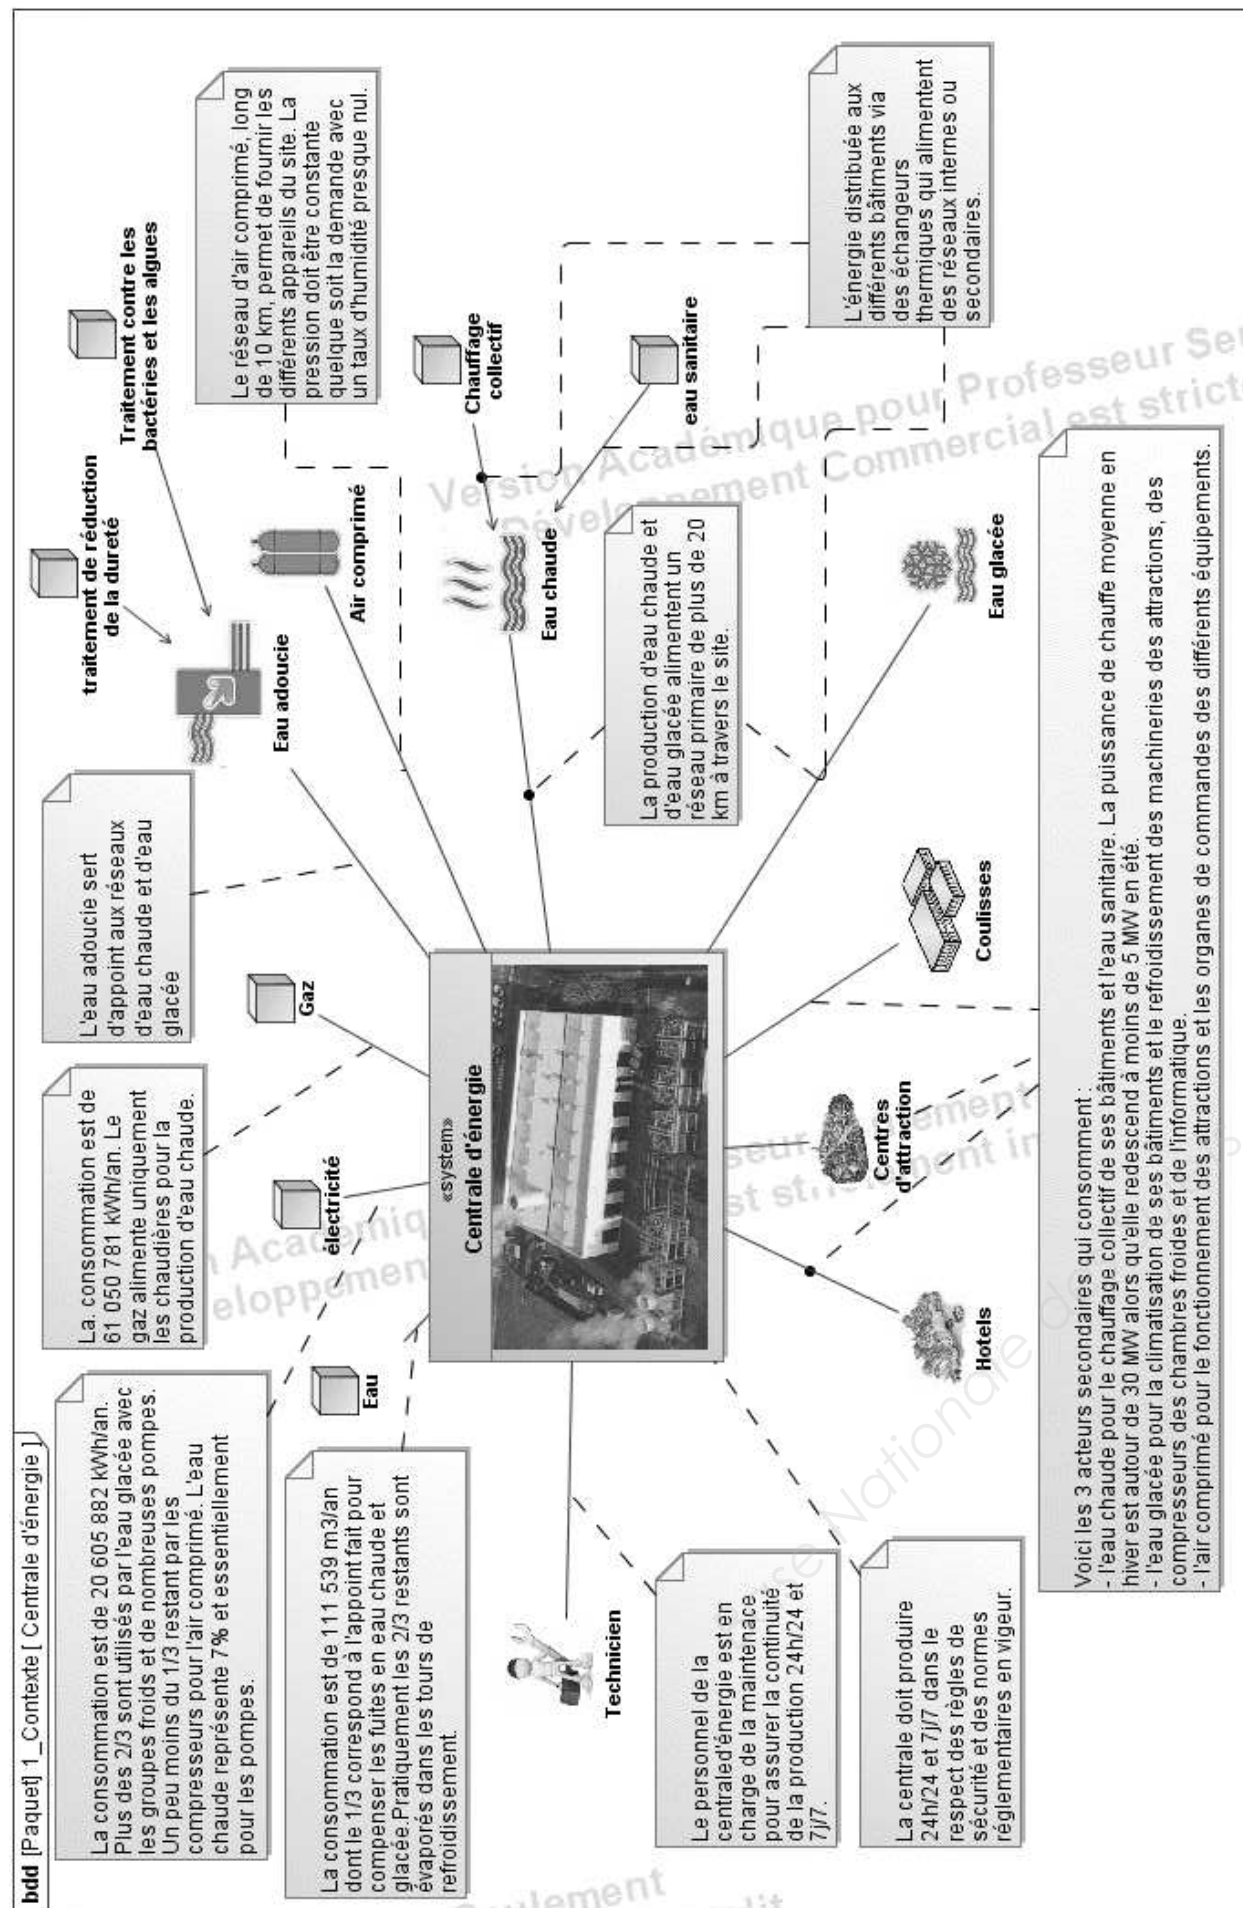 bdd [Paquet] 1_Contexte [ Centrale d'énergie ]
La consommation est de 20 605 882 kWh/an.
Plus des 2/3 sont utilisés par l'eau glacée avec
les groupes froids et de nombreuses pompes.
Un peu moins du 1/3 restant par les
compresseurs pour l'air comprimé. L'eau
chaude représente 7% et essentiellement
pour les pompes.
La. consommation est de
61 050 781 kWh/an. Le
gaz alimente uniquement
les chaudières pour la
production d'eau chaude.
L'eau adoucie sert
d'appoint aux réseaux
d'eau chaude et d'eau
glacée
traitement de réduction
de la dureté
Traitement contre les
bactéries et les algues
Le réseau d'air comprimé, long
de 10 km, permet de fournir les
différents appareils du site. La
pression doit être constante
quelque soit la demande avec
un taux d'humidité presque nul.
La consommation est de 111 539 m3/an
dont le 1/3 correspond à l'appoint fait pour
compenser les fuites en eau chaude et
glacée.Pratiquement les 2/3 restants sont
évaporés dans les tours de
refroidissement.
Eau
électricité
Gaz
Eau adoucie
Air comprimé
«system»
Centrale d'énergie
Chauffage
collectif
eau sanitaire
Eau chaude
La production d'eau chaude et
d'eau glacée alimentent un
réseau primaire de plus de 20
km à travers le site.
L'énergie distribuée aux
différents bâtiments via
des échangeurs
thermiques qui alimentent
des réseaux internes ou
secondaires.
Technicien
Le personnel de la
centraled'énergie est en
charge de la maintenace
pour assurer la continuité
de la production 24h/24 et
7j/7.
La centrale doit produire
24h/24 et 7j/7 dans le
respect des règles de
sécurité et des normes
réglementaires en vigeur.
Hotels
Centres
d'attraction
Coulisses
Eau glacée
Voici les 3 acteurs secondaires qui consomment :
- l'eau chaude pour le chauffage collectif de ses bâtiments et l'eau sanitaire. La puissance de chauffe moyenne en
hiver est autour de 30 MW alors qu'elle redescend à moins de 5 MW en été.
- l'eau glacée pour la climatisation de ses bâtiments et le refroidissement des machineries des attractions, des
compresseurs des chambres froides et de l'informatique.
- l'air comprimé pour le fonctionnement des attractions et les organes de commandes des différents équipements.
Version Académique pour Professeur
Développement Commercial est
Nationale